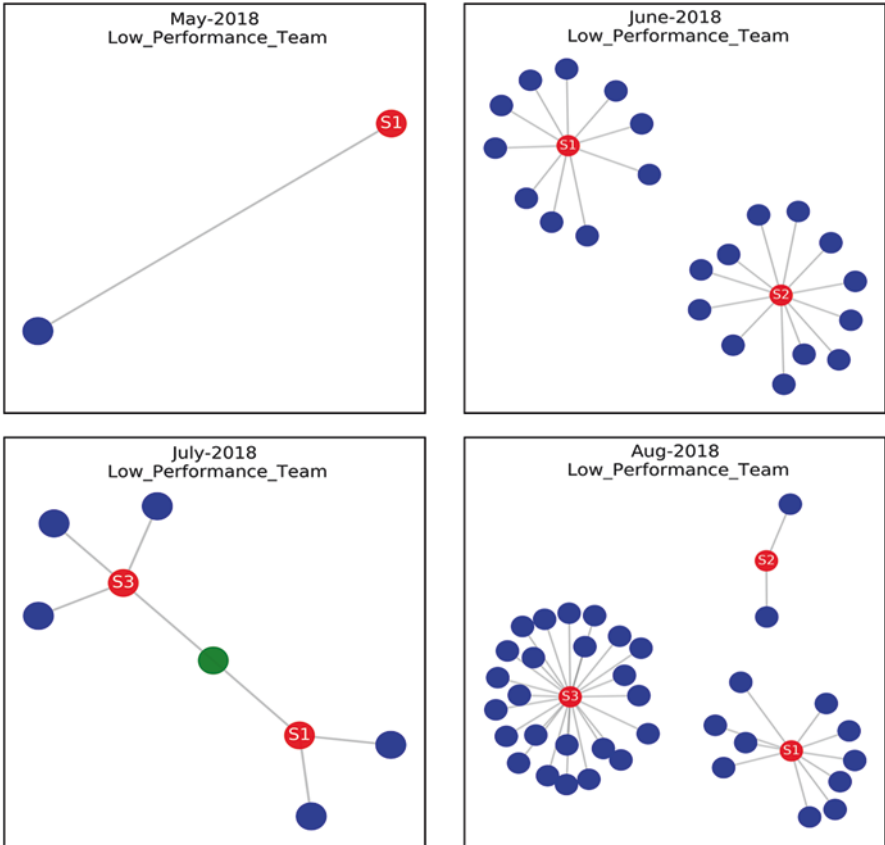 May-2018
Low_Performance_Team
S1
June-2018
Low_Performance_Team
S1
S2
July-2018
Low_Performance_Team
S3
S1
Aug-2018
Low_Performance_Team
S2
S3
S1